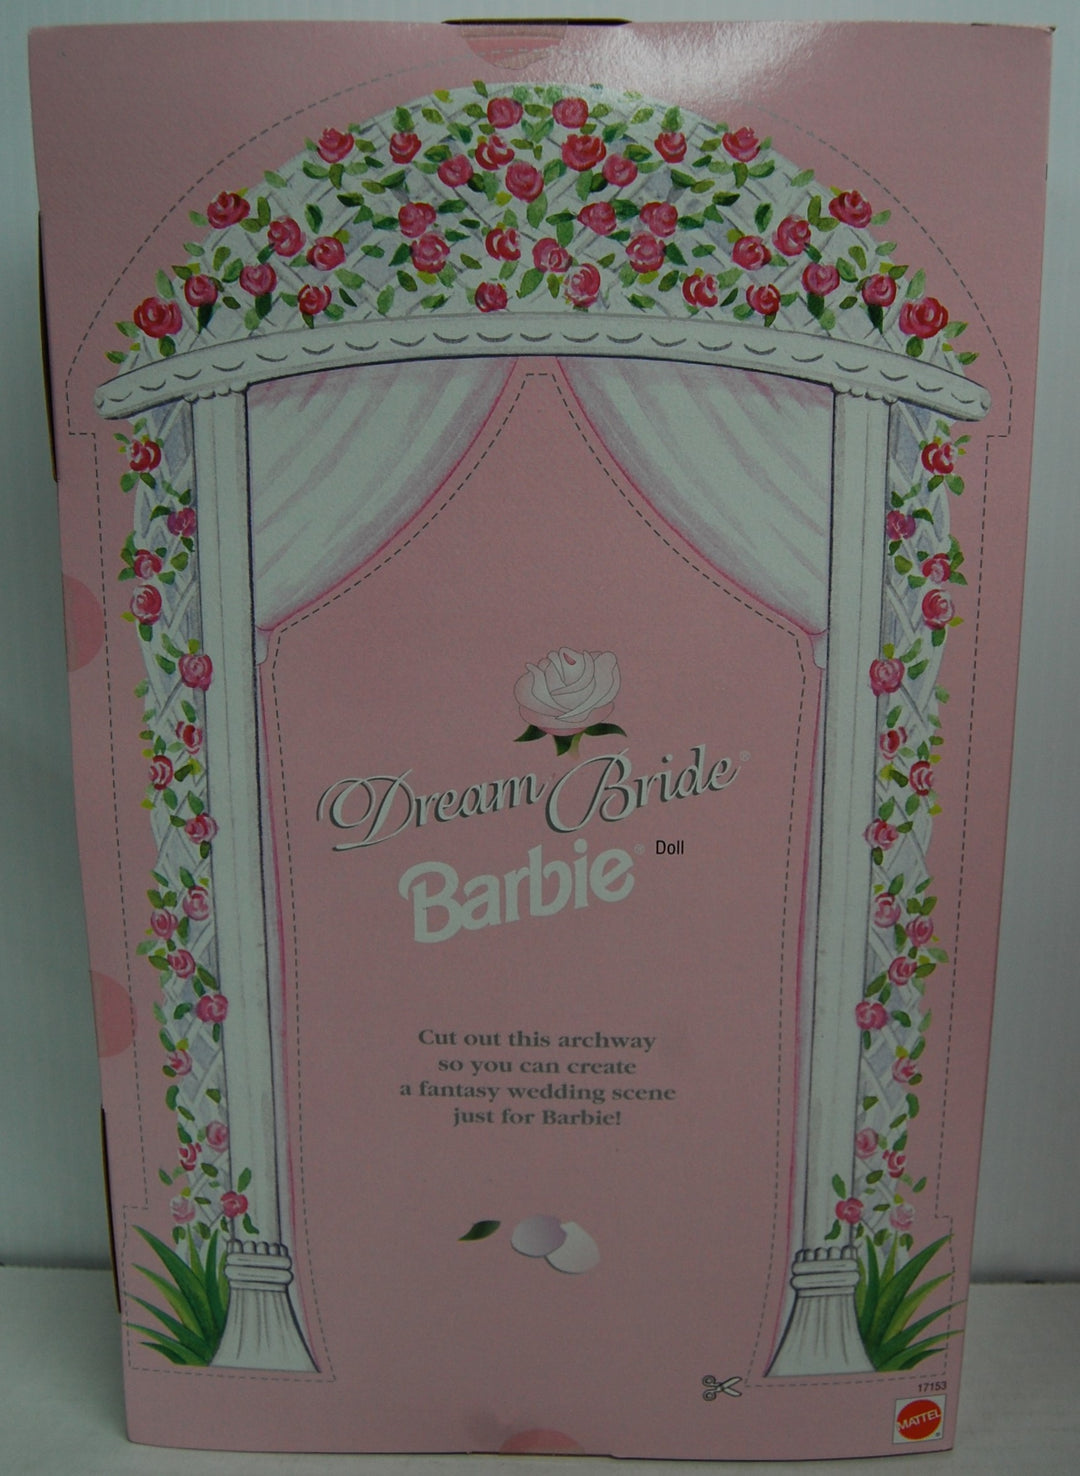 Dream Bride®
Barbie® Doll
Cut out this archway
so you can create
a fantasy wedding scene
just for Barbie!
17153
MATTEL
®